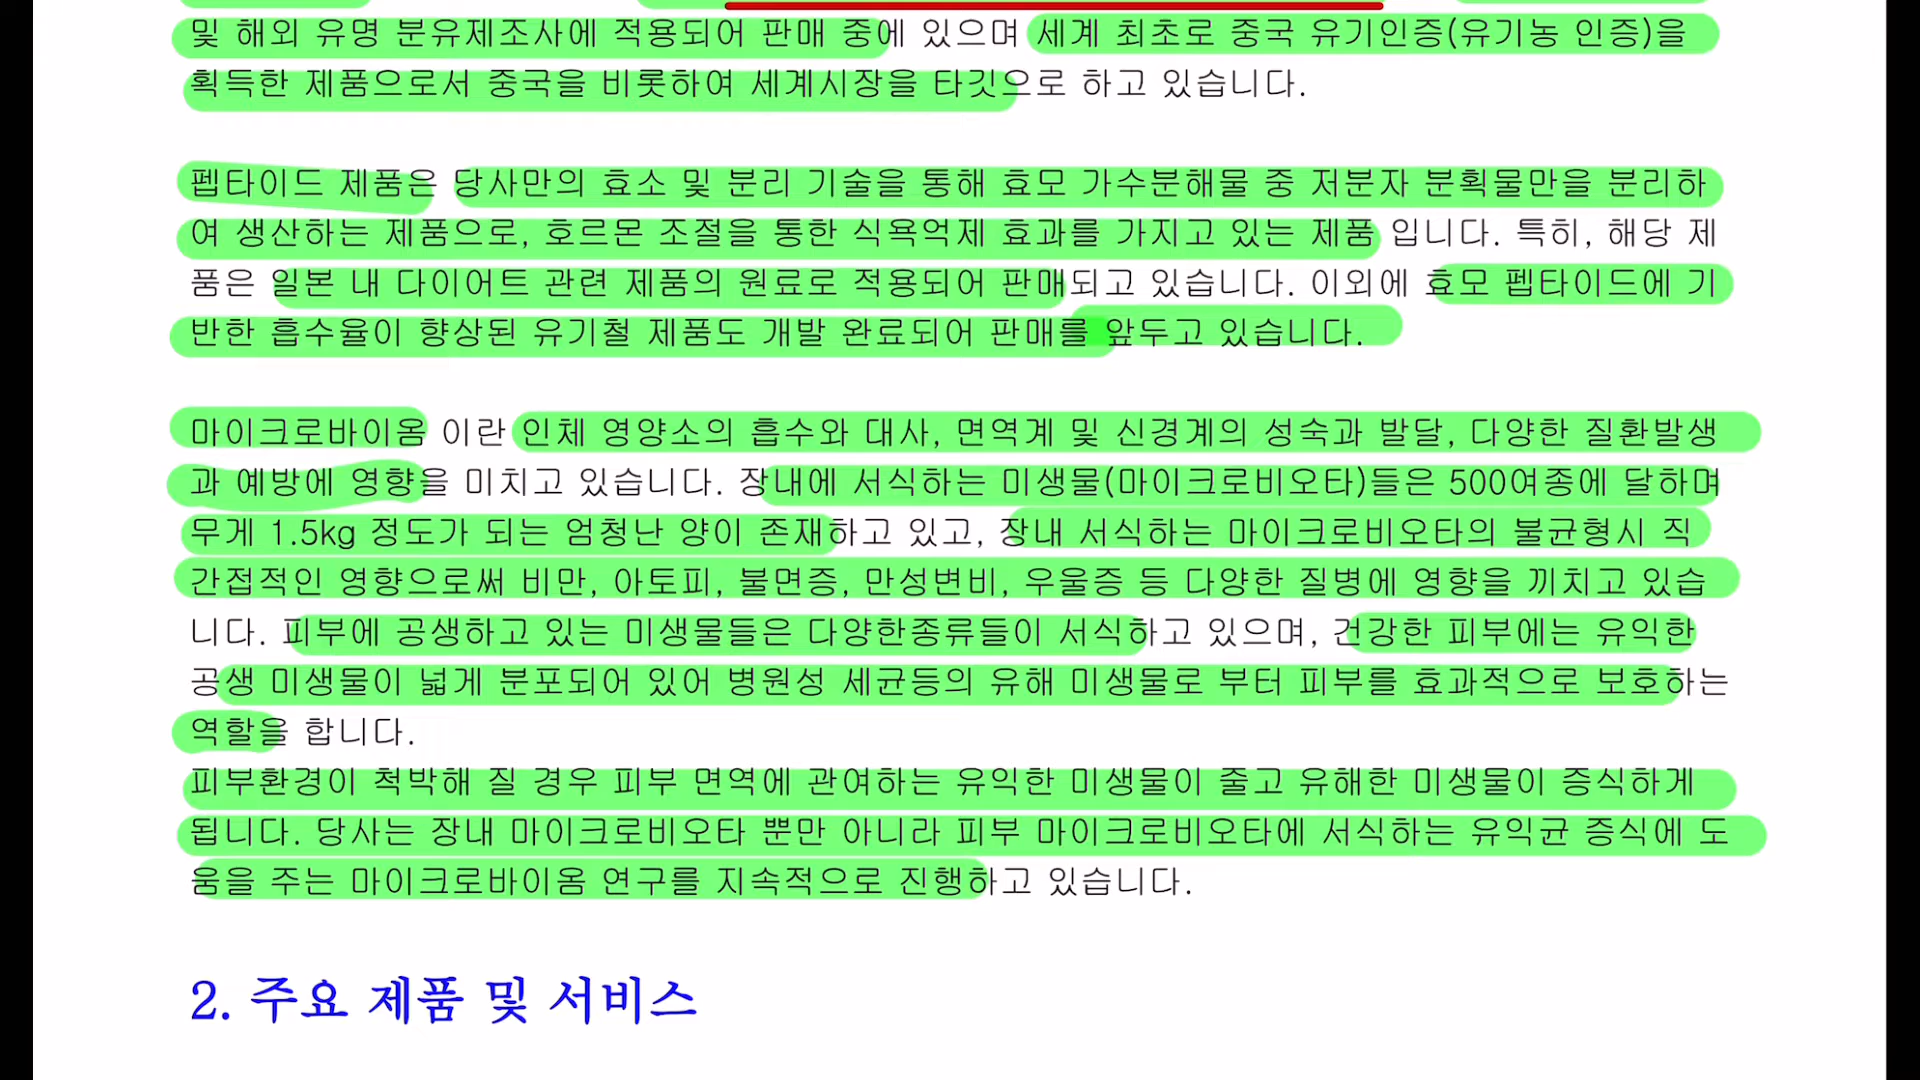 및 해외 유명 분유제조사에 적용되어 판매 중에 있으며 세계 최초로 중국 유기인증(유기농 인증)을
획득한 제품으로서 중국을 비롯하여 세계시장을 타깃으로 하고 있습니다.
펩타이드 제품은 당사만의 효소 및 분리 기술을 통해 효모 가수분해물 중 저분자 분획물만을 분리하
여 생산하는 제품으로, 호르몬 조절을 통한 식욕억제 효과를 가지고 있는 제품 입니다. 특히, 해당 제
품은 일본 내 다이어트 관련 제품의 원료로 적용되어 판매되고 있습니다. 이외에 효모 펩타이드에 기
반한 흡수율이 향상된 유기철 제품도 개발 완료되어 판매를 앞두고 있습니다.
마이크로바이옴 이란 인체 영양소의 흡수와 대사, 면역계 및 신경계의 성숙과 발달, 다양한 질환발생
과 예방에 영향을 미치고 있습니다. 장내에 서식하는 미생물(마이크로비오타)들은 500여종에 달하며
무게 1.5kg 정도가 되는 엄청난 양이 존재하고 있고, 장내 서식하는 마이크로비오타의 불균형시 직
간접적인 영향으로써 비만, 아토피, 불면증, 만성변비, 우울증 등 다양한 질병에 영향을 끼치고 있습
니다. 피부에 공생하고 있는 미생물들은 다양한종류들이 서식하고 있으며, 건강한 피부에는 유익한
공생 미생물이 넓게 분포되어 있어 병원성 세균등의 유해 미생물로 부터 피부를 효과적으로 보호하는
역할을 합니다.
피부환경이 척박해 질 경우 피부 면역에 관여하는 유익한 미생물이 줄고 유해한 미생물이 증식하게
됩니다. 당사는 장내 마이크로비오타 뿐만 아니라 피부 마이크로비오타에 서식하는 유익균 증식에 도
움을 주는 마이크로바이옴 연구를 지속적으로 진행하고 있습니다.
2. 주요 제품 및 서비스